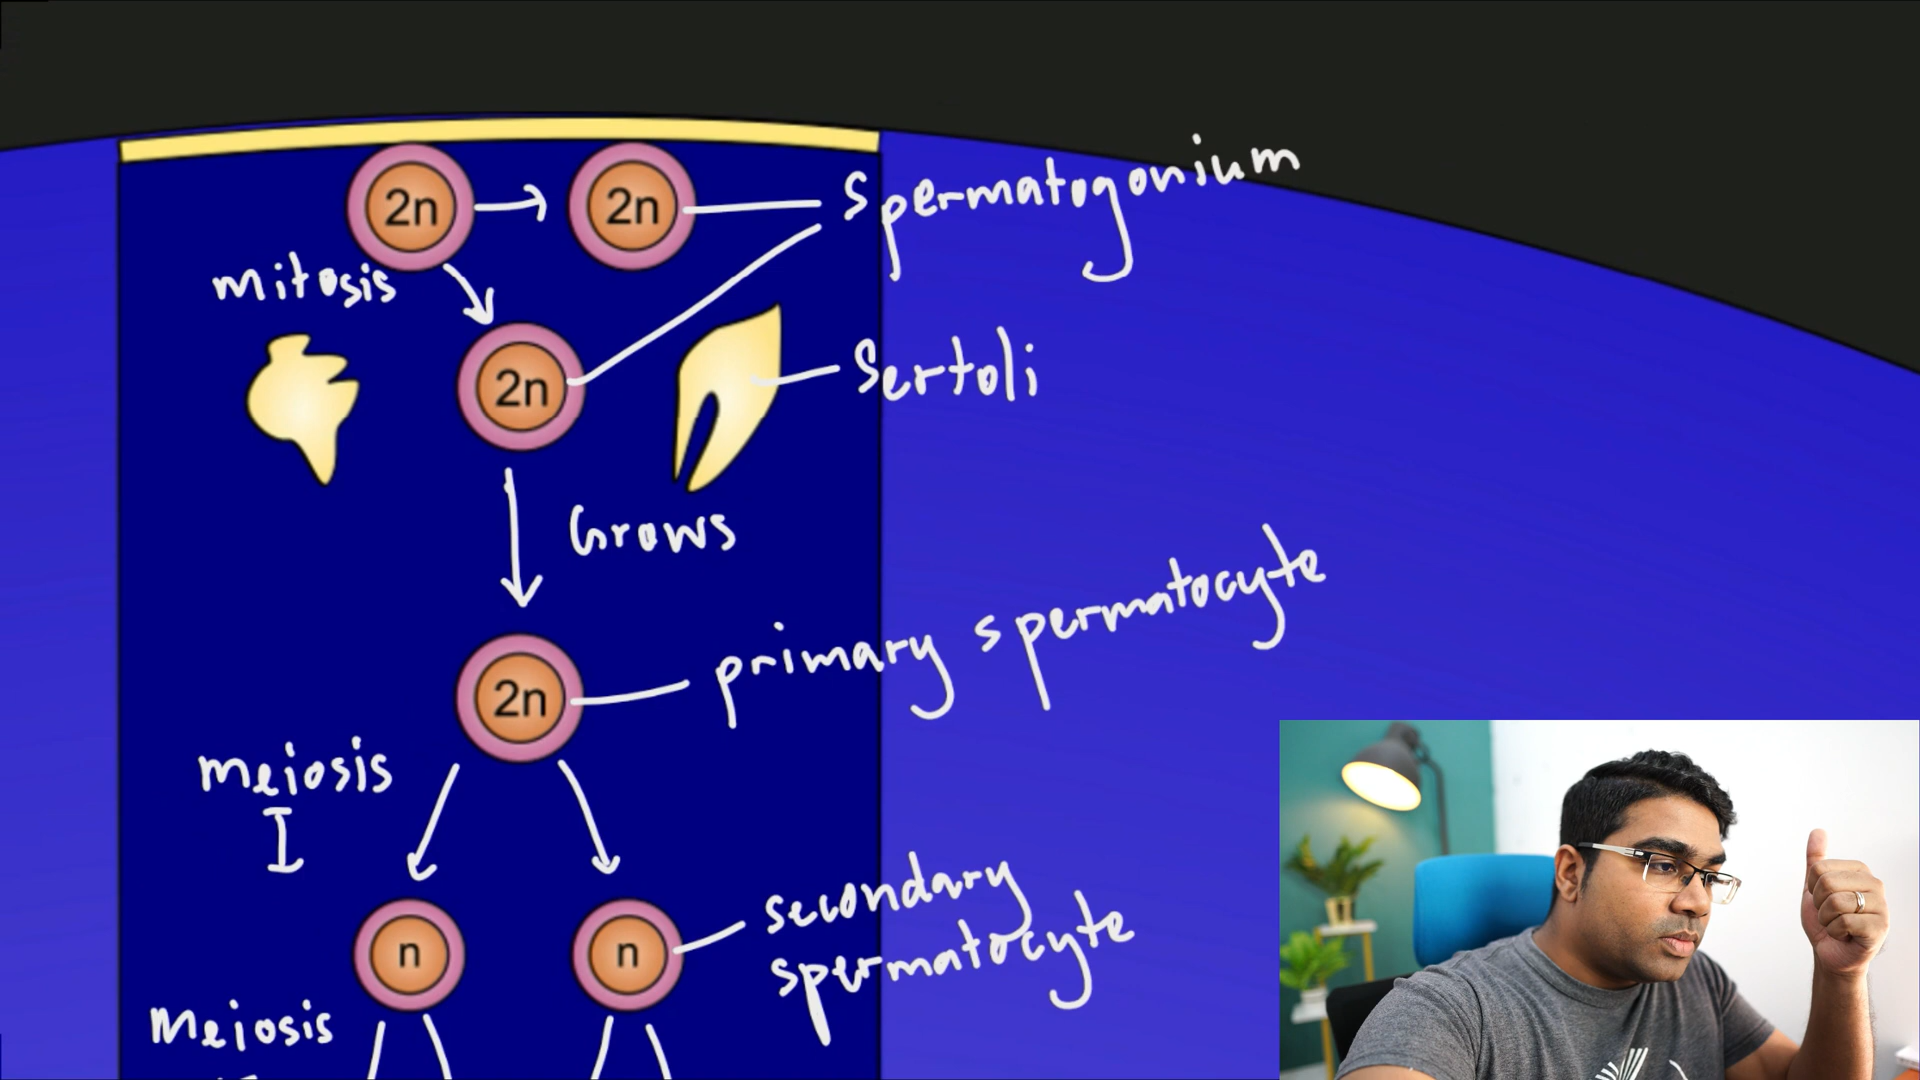 2n
2n
Spermatogonium
mitosis
2n
Sertoli
Grows
primary spermatocyte
2n
meiosis
I
n
n
secondary
spermatocyte
Meiosis